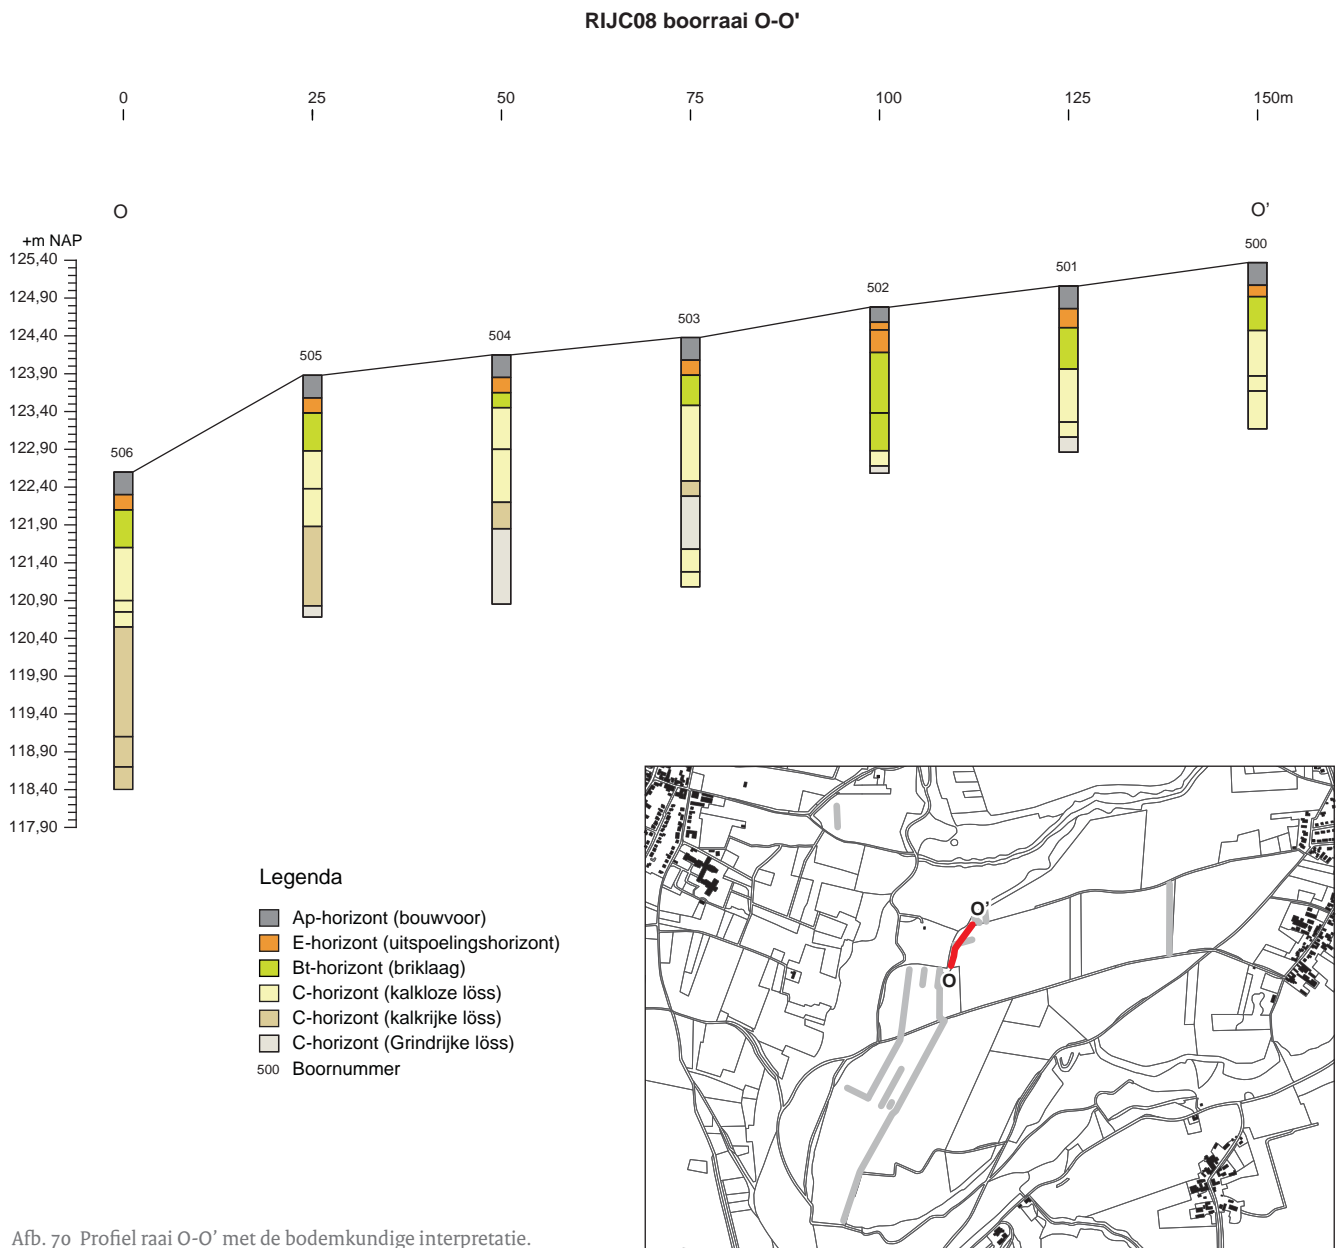 RIJC08 boorraai O-O'
0 25 50 75 100 125 150m
O O'
+m NAP
500
125,40
501
124,90
502
503
124,40
504
505
123,90
123,40
122,90
506
122,40
121,90
121,40
120,90
120,40
119,90
119,40
118,90
118,40
117,90
Legenda
Ap-horizont (bouwvoor)
E-horizont (uitspoelingshorizont)
Bt-horizont (briklaag)
C-horizont (kalkloze löss)
C-horizont (kalkrijke löss)
C-horizont (Grindrijke löss)
500 Boornummer
O'
O
Afb. 70 Profiel raai O-O’ met de bodemkundige interpretatie.